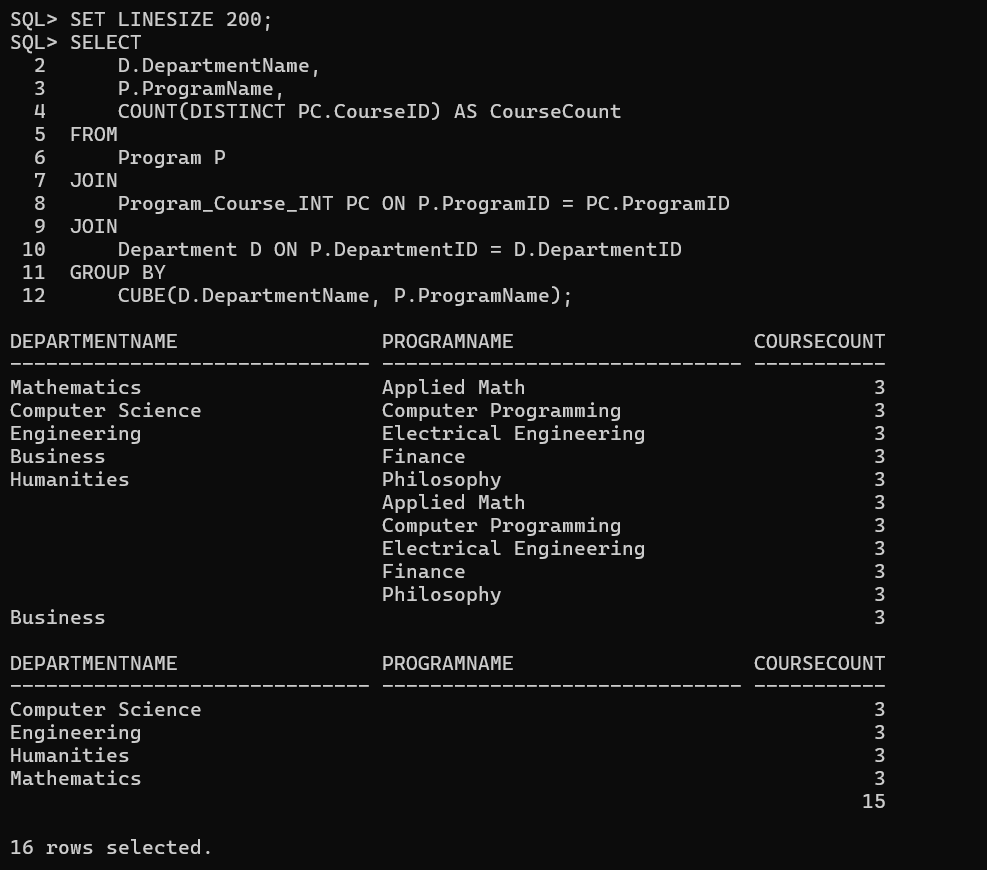 SQL> SET LINESIZE 200;
SQL> SELECT
  2      D.DepartmentName,
  3      P.ProgramName,
  4      COUNT(DISTINCT PC.CourseID) AS CourseCount
  5  FROM
  6      Program P
  7  JOIN
  8      Program_Course_INT PC ON P.ProgramID = PC.ProgramID
  9  JOIN
 10      Department D ON P.DepartmentID = D.DepartmentID
 11  GROUP BY
 12      CUBE(D.DepartmentName, P.ProgramName);

DEPARTMENTNAME                 PROGRAMNAME                    COURSECOUNT
------------------------------ ------------------------------ -----------
Mathematics                    Applied Math                             3
Computer Science               Computer Programming                     3
Engineering                    Electrical Engineering                   3
Business                       Finance                                  3
Humanities                     Philosophy                               3
                               Applied Math                             3
                               Computer Programming                     3
                               Electrical Engineering                   3
                               Finance                                  3
                               Philosophy                               3
Business                                                                3

DEPARTMENTNAME                 PROGRAMNAME                    COURSECOUNT
------------------------------ ------------------------------ -----------
Computer Science                                                        3
Engineering                                                             3
Humanities                                                              3
Mathematics                                                             3
                                                                       15

16 rows selected.